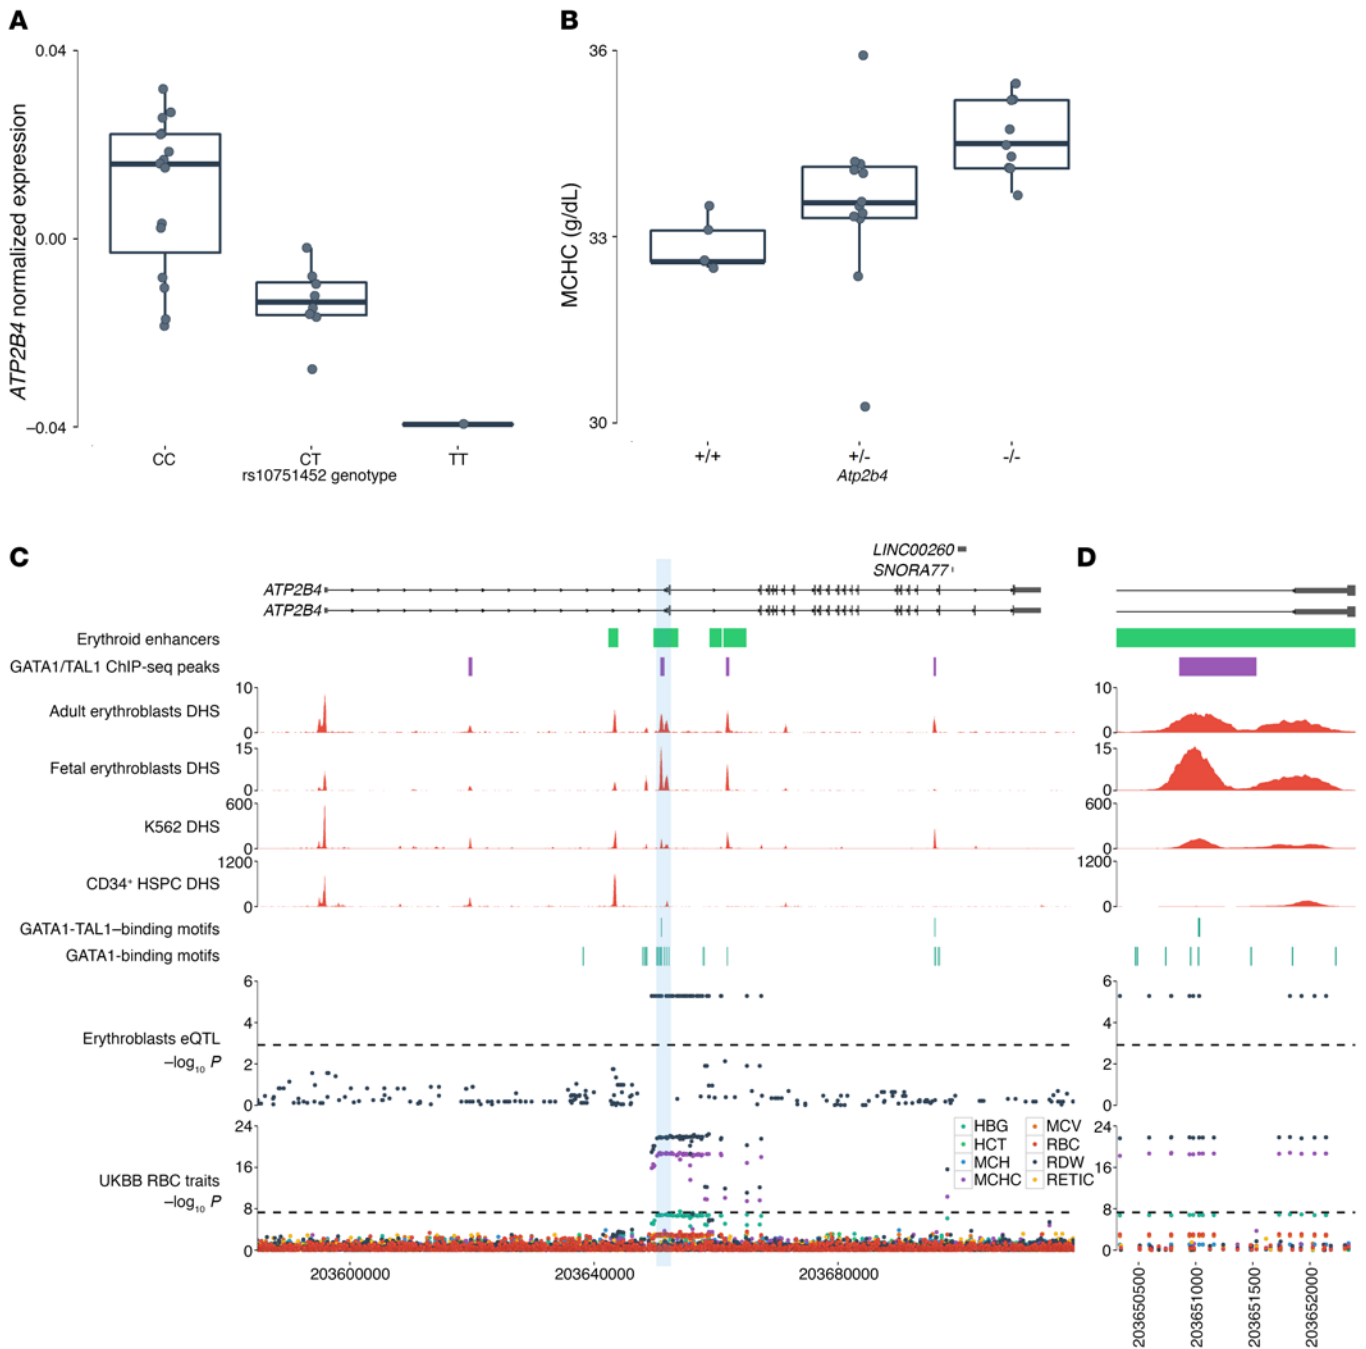 A
0.04
0.00
−0.04
ATP2B4 normalized expression
CC
CT
TT
rs10751452 genotype
B
36
33
30
MCHC (g/dL)
+/+
+/-
-/-
Atp2b4
C
LINC00260
SNORA77
ATP2B4
ATP2B4
Erythroid enhancers
GATA1/TAL1 ChIP-seq peaks
10
Adult erythroblasts DHS
0
15
Fetal erythroblasts DHS
0
600
K562 DHS
0
1200
CD34+ HSPC DHS
0
GATA1-TAL1–binding motifs
GATA1-binding motifs
6
4
Erythroblasts eQTL
−log10 P
2
0
24
16
UKBB RBC traits
−log10 P
8
0
HBG
HCT
MCH
MCHC
MCV
RBC
RDW
RETIC
203600000
203640000
203680000
D
10
0
15
0
600
0
1200
0
6
4
2
0
24
16
8
0
203650500
203651000
203651500
203652000